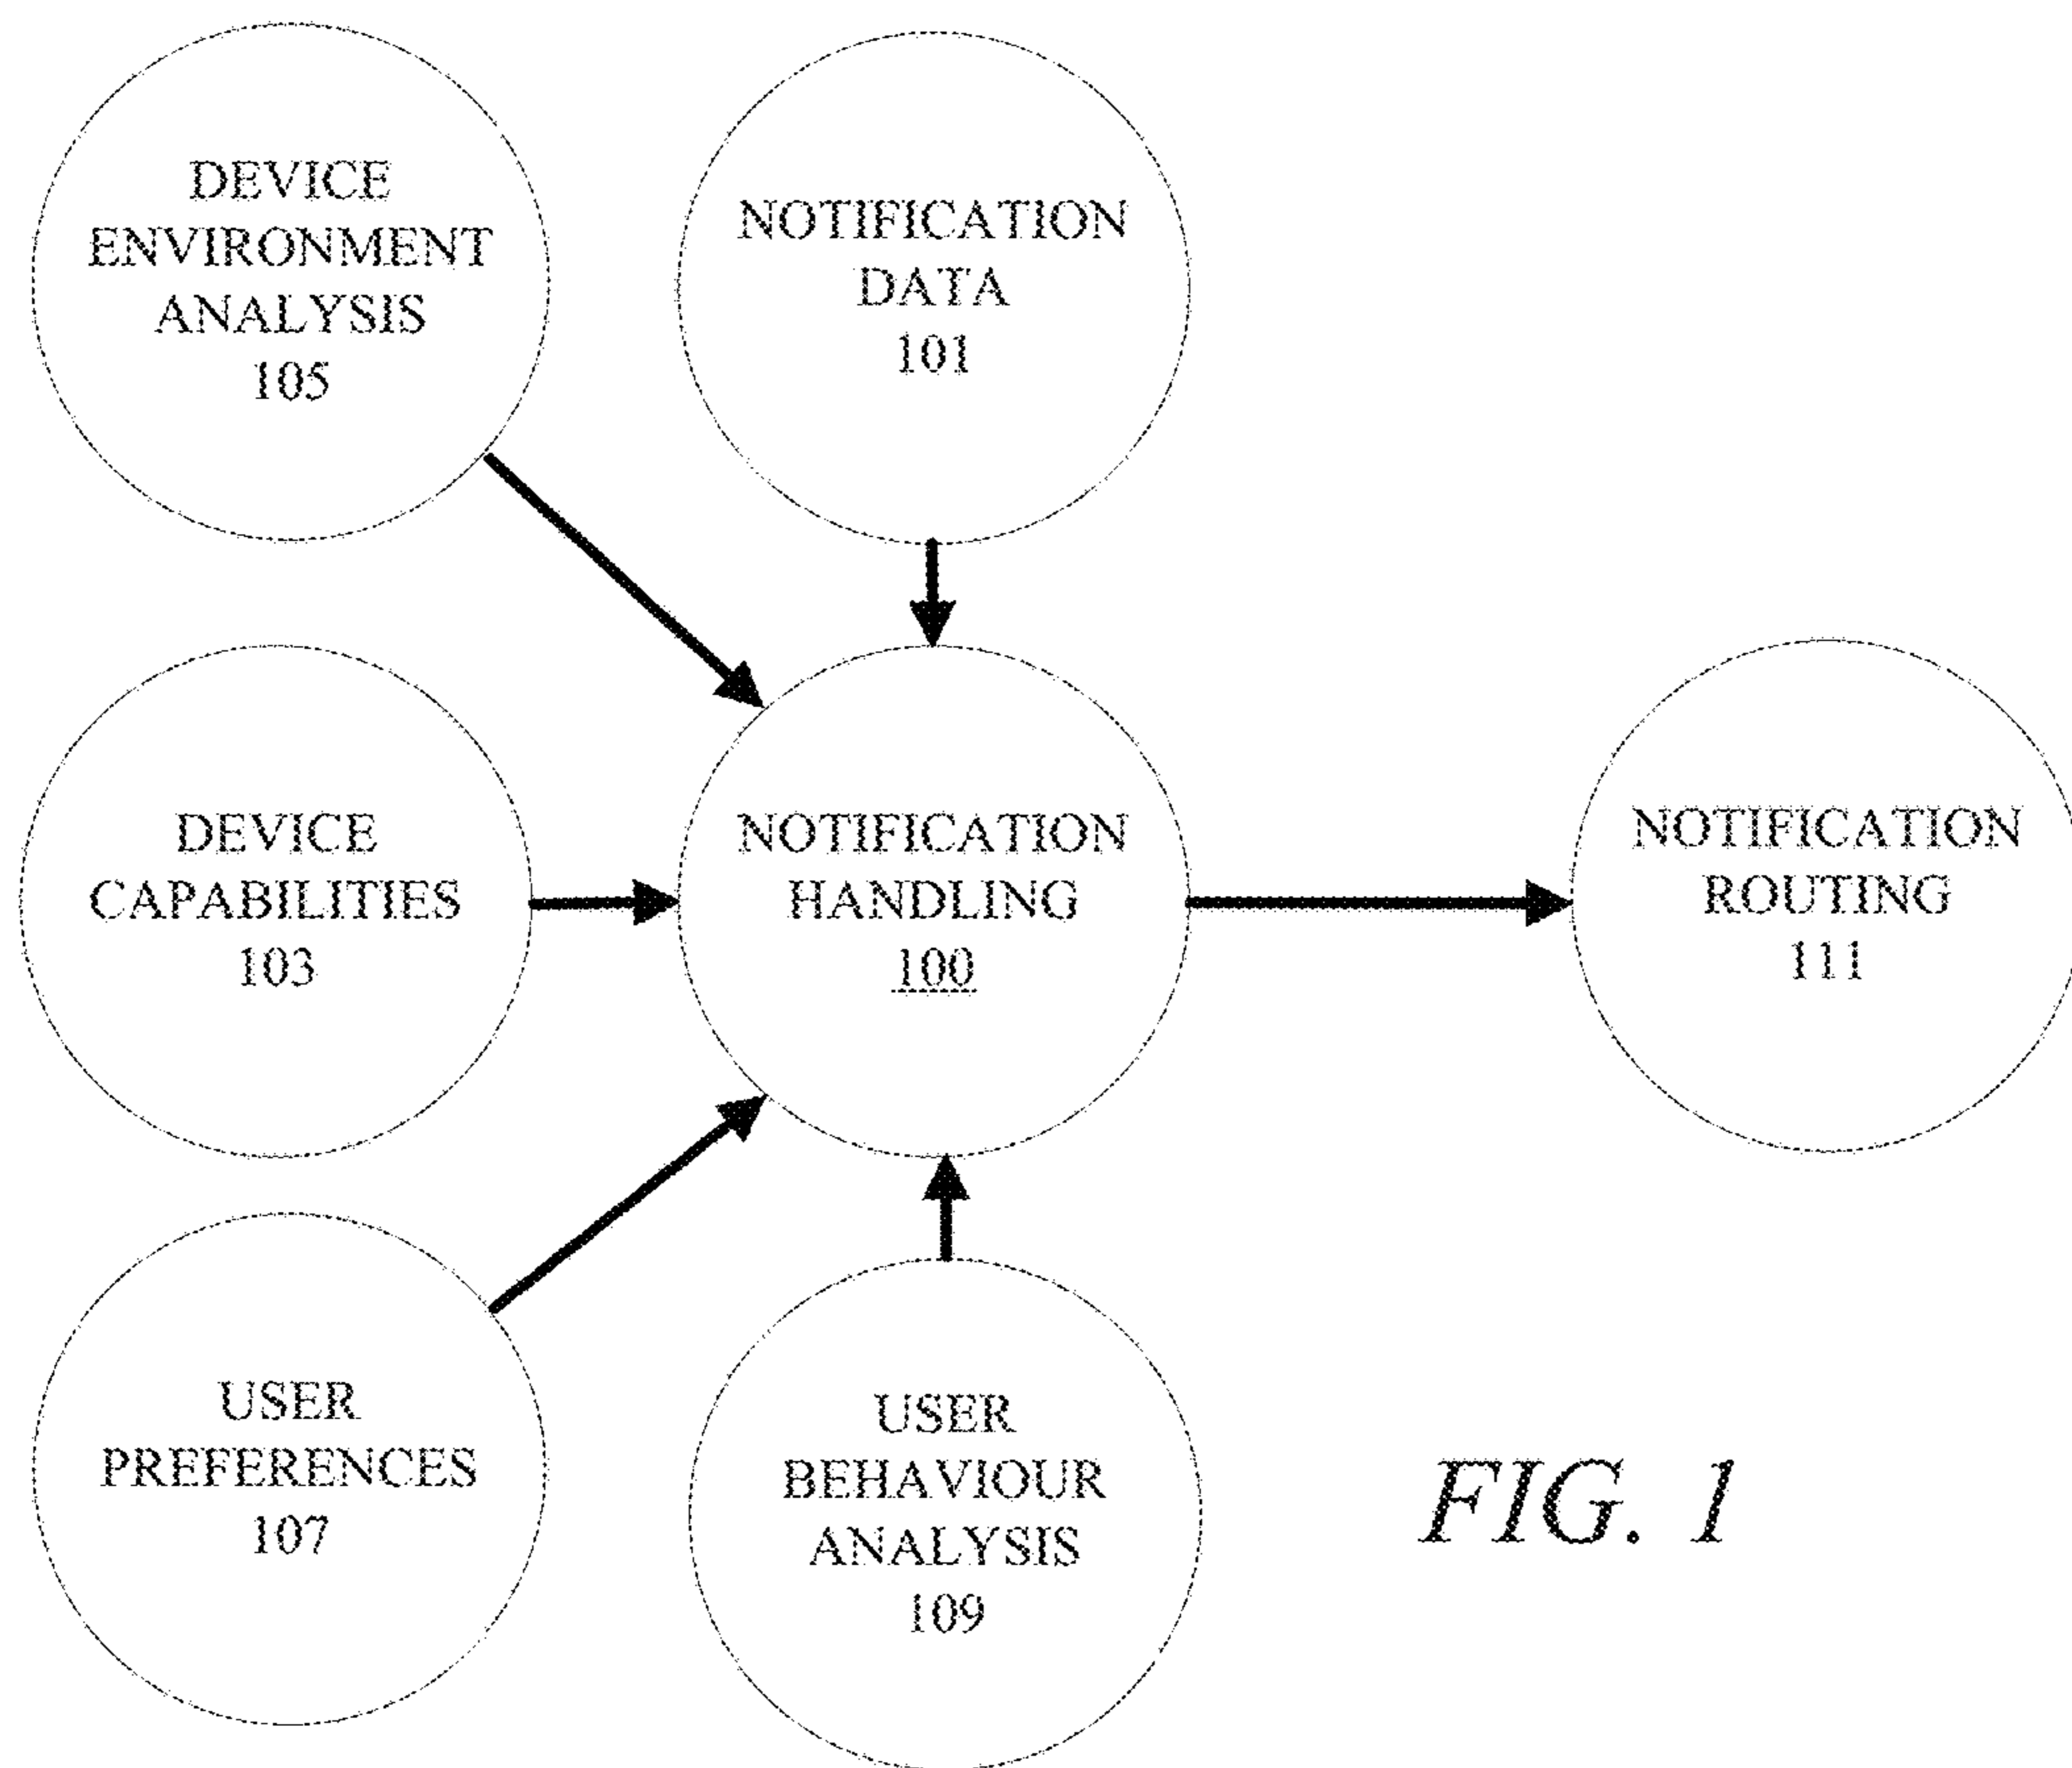 DEVICE
ENVIRONMENT
ANALYSIS
105
NOTIFICATION
DATA
101
DEVICE
CAPABILITIES
103
NOTIFICATION
HANDLING
100
NOTIFICATION
ROUTING
111
USER
PREFERENCES
107
USER
BEHAVIOUR
ANALYSIS
109
FIG. 1